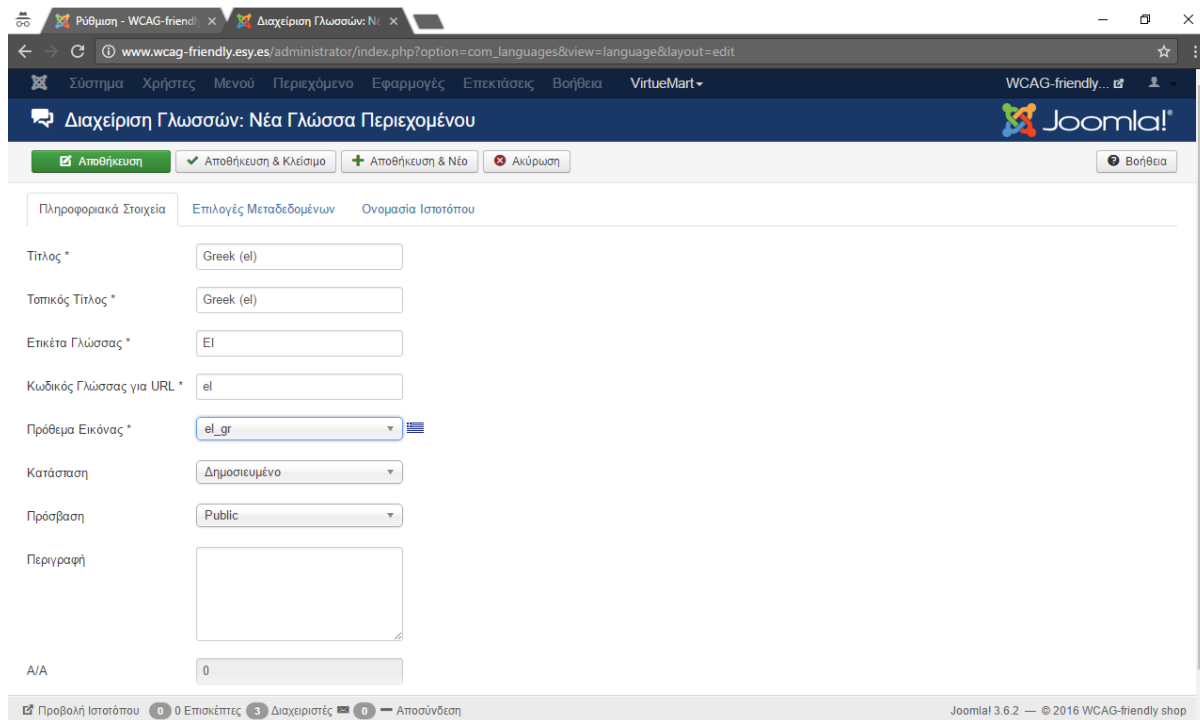 Ρύθμιση - WCAG-friendl
Διαχείριση Γλωσσών: Νέ
www.wcag-friendly.esy.es/administrator/index.php?option=com_languages&view=language&layout=edit
Σύστημα Χρήστες Μενού Περιεχόμενο Εφαρμογές Επεκτάσεις Βοήθεια VirtueMart WCAG-friendly...
Διαχείριση Γλωσσών: Νέα Γλώσσα Περιεχομένου Joomla!®
Αποθήκευση Αποθήκευση & Κλείσιμο Αποθήκευση & Νέο Ακύρωση Βοήθεια
Πληροφοριακά Στοιχεία Επιλογές Μεταδεδομένων Ονομασία Ιστοτόπου
Τίτλος * Greek (el)
Τοπικός Τίτλος * Greek (el)
Ετικέτα Γλώσσας * El
Κωδικός Γλώσσας για URL * el
Πρόθεμα Εικόνας * el_gr
Κατάσταση Δημοσιευμένο
Πρόσβαση Public
Περιγραφή
Α/Α 0
Προβολή Ιστοτόπου 0 0 Επισκέπτες 3 Διαχειριστές 0 Αποσύνδεση Joomla! 3.6.2 — © 2016 WCAG-friendly shop